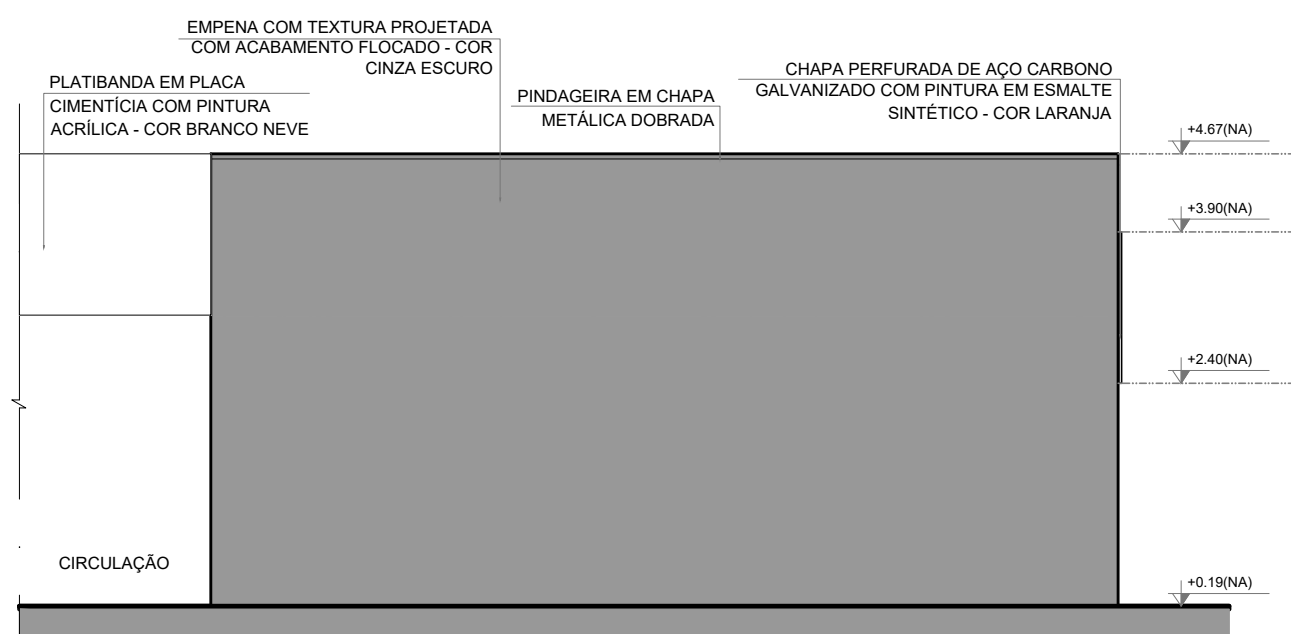 EMPENA COM TEXTURA PROJETADA
COM ACABAMENTO FLOCADO - COR
CINZA ESCURO
PLATIBANDA EM PLACA
CIMENTÍCIA COM PINTURA
ACRÍLICA - COR BRANCO NEVE
PINDAGEIRA EM CHAPA
METÁLICA DOBRADA
CHAPA PERFURADA DE AÇO CARBONO
GALVANIZADO COM PINTURA EM ESMALTE
SINTÉTICO - COR LARANJA
+4.67(NA)
+3.90(NA)
+2.40(NA)
CIRCULAÇÃO
+0.19(NA)